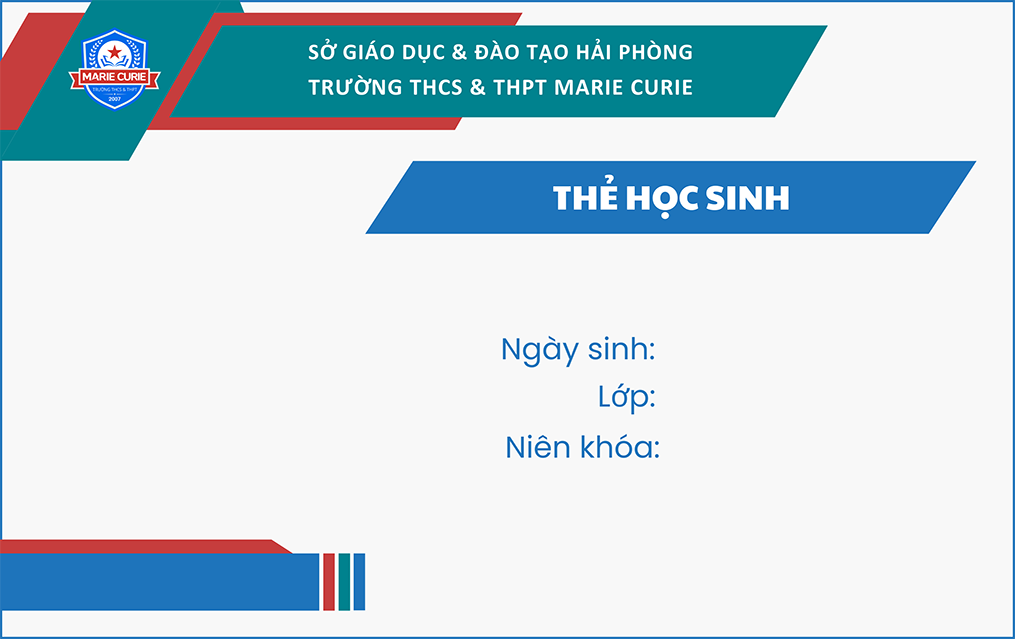 SỞ GIÁO DỤC & ĐÀO TẠO HẢI PHÒNG
TRƯỜNG THCS & THPT MARIE CURIE
MARIE CURIE
TRƯỜNG THCS & THPT
2007
THẺ HỌC SINH
Ngày sinh:
Lớp:
Niên khóa: